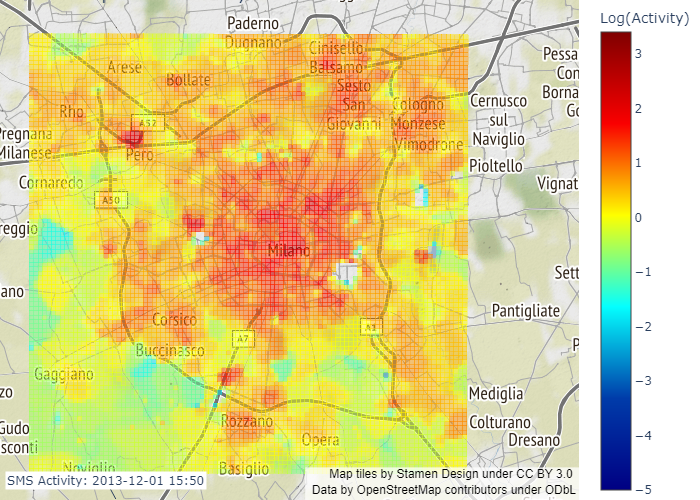 Paderno
Dugnano
Log(Activity)
Cinisello
Balsamo
Arese
Bollate
Sesto
San
Giovanni
Pessa
Con
Borna
Go
Rho
A52
Cologno
Monzese
Cernusco
sul
Naviglio
Pregnana
Milanese
Pero
Vimodrone
Pioltello
Cornaredo
A50
Vignat
reggio
Milano
Sett
ano
Pantigliate
Corsico
A7
A1
Buccinasco
P
Gaggiano
zo
Mediglia
Gudo
sconti
Rozzano
Opera
Colturano
Dresano
Noviglio
Basiglio
SMS Activity: 2013-12-01 15:50
Map tiles by Stamen Design under CC BY 3.0
Data by OpenStreetMap contributors under ODbL
3
2
1
0
−1
−2
−3
−4
−5